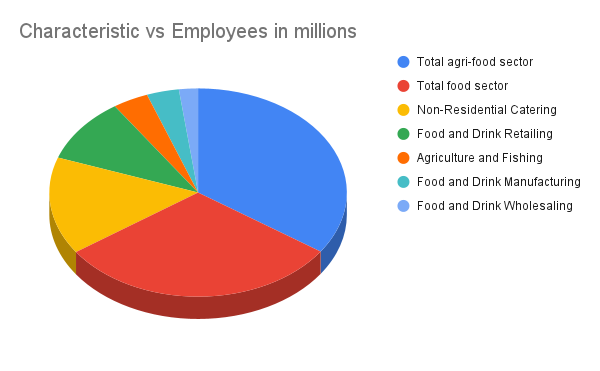 Characteristic vs Employees in millions
Total agri-food sector
Total food sector
Non-Residential Catering
Food and Drink Retailing
Agriculture and Fishing
Food and Drink Manufacturing
Food and Drink Wholesaling